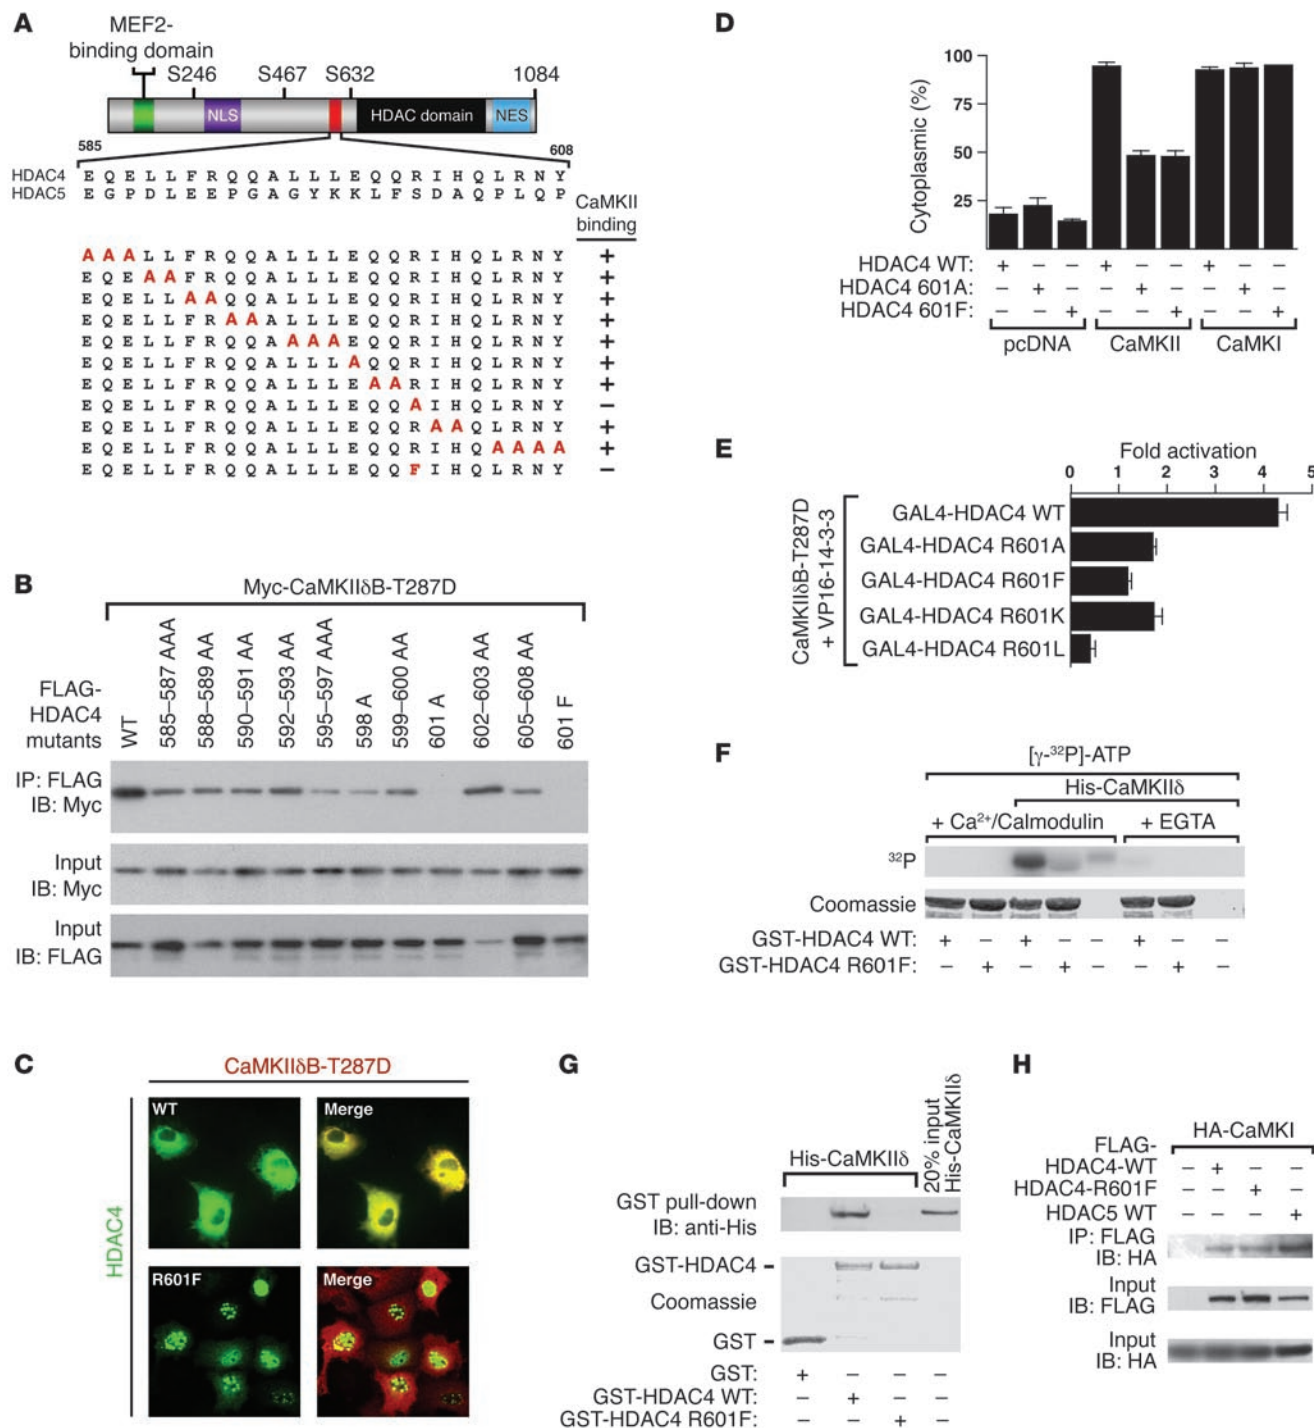 A
MEF2-
binding domain
S246 S467 S632 1084
NLS HDAC domain NES
585 608
HDAC4 E Q E L L F R Q Q A L L L E Q Q R I H Q L R N Y
HDAC5 E G P D L E E P G A G Y K K L F S D A Q P L Q P
CaMKII
binding
A A A L L F R Q Q A L L L E Q Q R I H Q L R N Y +
E Q E A A F R Q Q A L L L E Q Q R I H Q L R N Y +
E Q E L L A A Q Q A L L L E Q Q R I H Q L R N Y +
E Q E L L F R A A A L L L E Q Q R I H Q L R N Y +
E Q E L L F R Q Q A A A A E Q Q R I H Q L R N Y +
E Q E L L F R Q Q A L L L A Q Q R I H Q L R N Y +
E Q E L L F R Q Q A L L L E A A R I H Q L R N Y +
E Q E L L F R Q Q A L L L E Q Q A I H Q L R N Y −
E Q E L L F R Q Q A L L L E Q Q R A A Q L R N Y +
E Q E L L F R Q Q A L L L E Q Q R I H Q A A A A +
E Q E L L F R Q Q A L L L E Q Q F I H Q L R N Y −
B
Myc-CaMKIIδB-T287D
FLAG-
HDAC4
mutants
WT
585–587 AAA
588–589 AA
590–591 AA
592–593 AA
595–597 AAA
598 A
599–600 AA
601 A
602–603 AA
605–608 AA
601 F
IP: FLAG
IB: Myc
Input
IB: Myc
Input
IB: FLAG
C
CaMKIIδB-T287D
HDAC4
WT Merge
R601F Merge
D
Cytoplasmic (%)
100
75
50
25
HDAC4 WT: + − − + − − + − −
HDAC4 601A: − + − − + − − + −
HDAC4 601F: − − + − − + − − +
pcDNA CaMKII CaMKI
E
Fold activation
0 1 2 3 4 5
CaMKIIδB-T287D
+ VP16-14-3-3
GAL4-HDAC4 WT
GAL4-HDAC4 R601A
GAL4-HDAC4 R601F
GAL4-HDAC4 R601K
GAL4-HDAC4 R601L
F
[γ-³²P]-ATP
His-CaMKIIδ
+ Ca²⁺/Calmodulin + EGTA
³²P
Coomassie
GST-HDAC4 WT: + − + − − + − −
GST-HDAC4 R601F: − + − + − − + −
G
His-CaMKIIδ
20% input
His-CaMKIIδ
GST pull-down
IB: anti-His
GST-HDAC4
Coomassie
GST
GST: + − − −
GST-HDAC4 WT: − + − −
GST-HDAC4 R601F: − − + −
H
HA-CaMKI
FLAG-
HDAC4-WT − + − −
HDAC4-R601F − − + −
HDAC5 WT − − − +
IP: FLAG
IB: HA
Input
IB: FLAG
Input
IB: HA